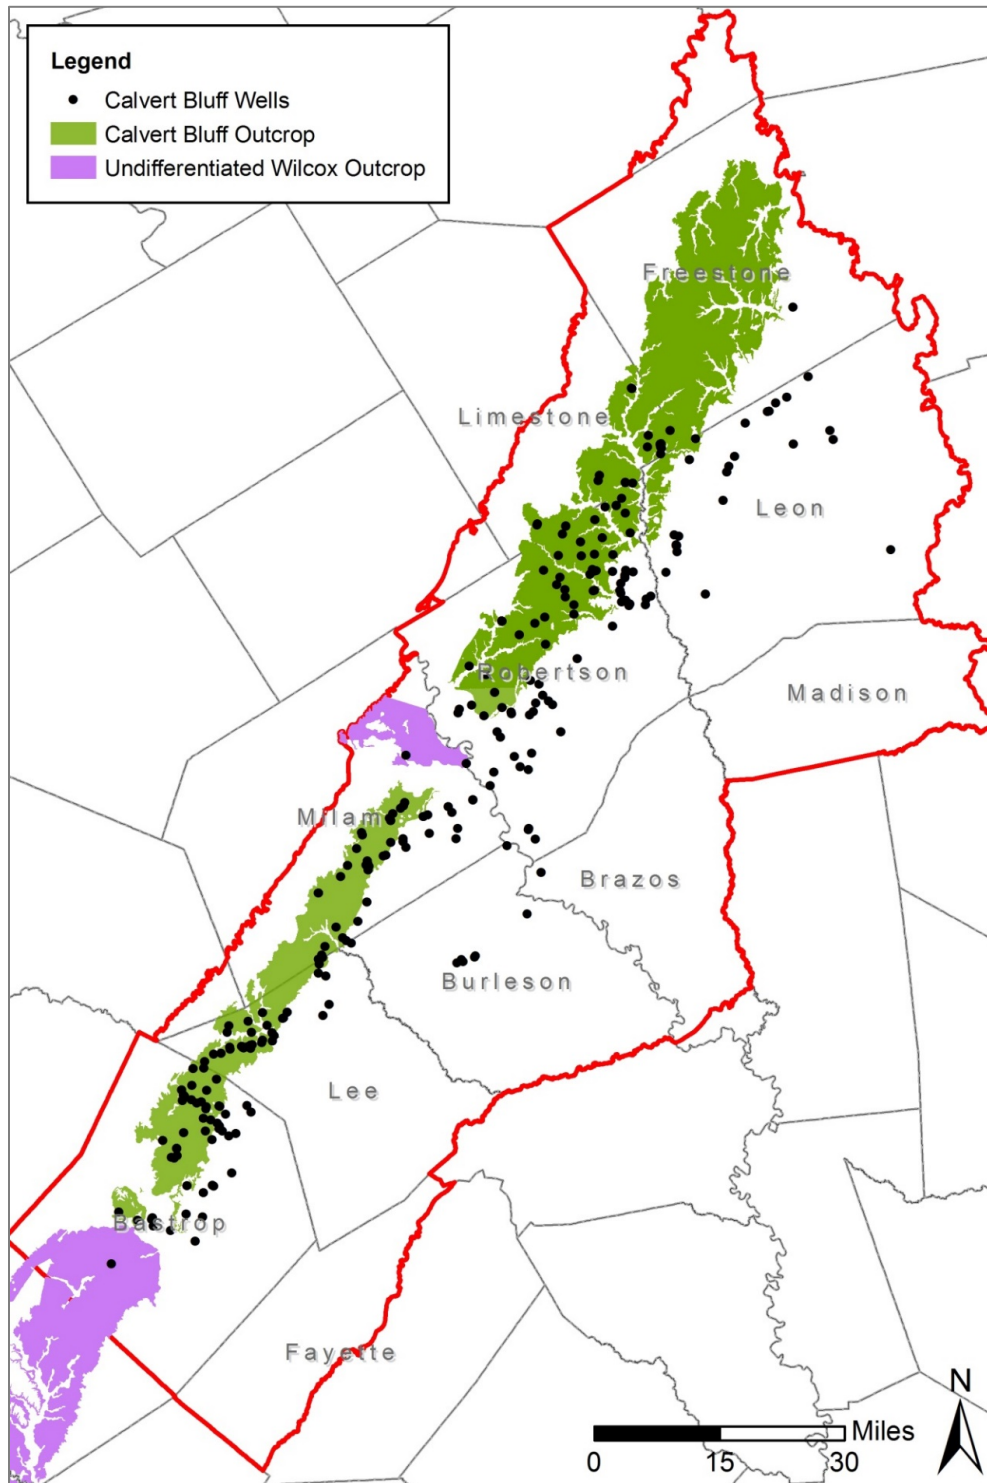 Legend
Calvert Bluff Wells
Calvert Bluff Outcrop
Undifferentiated Wilcox Outcrop
Freestone
Limestone
Leon
Robertson
Madison
Milam
Brazos
Burleson
Lee
Bastrop
Fayette
N
Miles
0 15 30